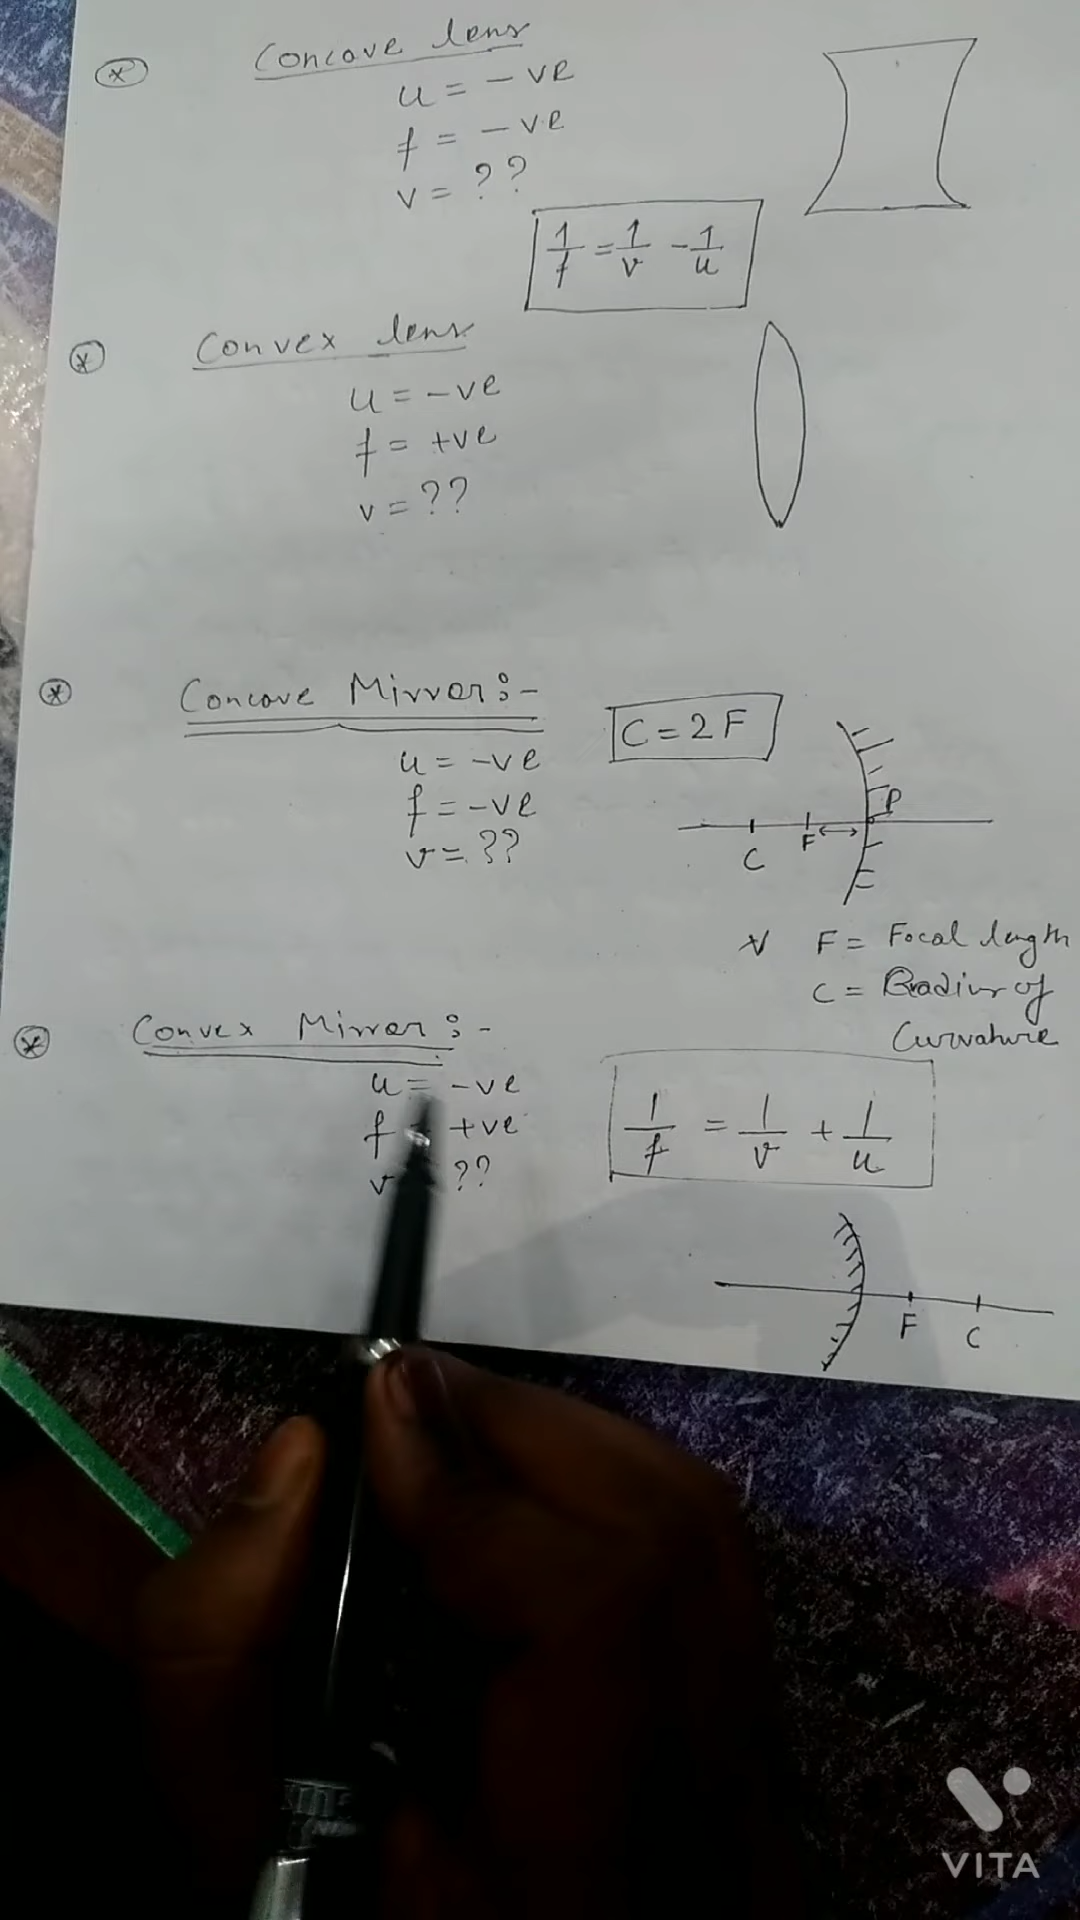 Concave lens
u = -ve
f = -ve
v = ??
1/f = 1/v - 1/u
Convex lens
u = -ve
f = +ve
v = ??
Concave Mirror :-
C = 2F
u = -ve
f = -ve
v = ??
P
C F
F = Focal length
C = Radius of
Curvature
Convex Mirror :-
u = -ve
f = +ve
v ??
1/f = 1/v + 1/u
F C
VITA